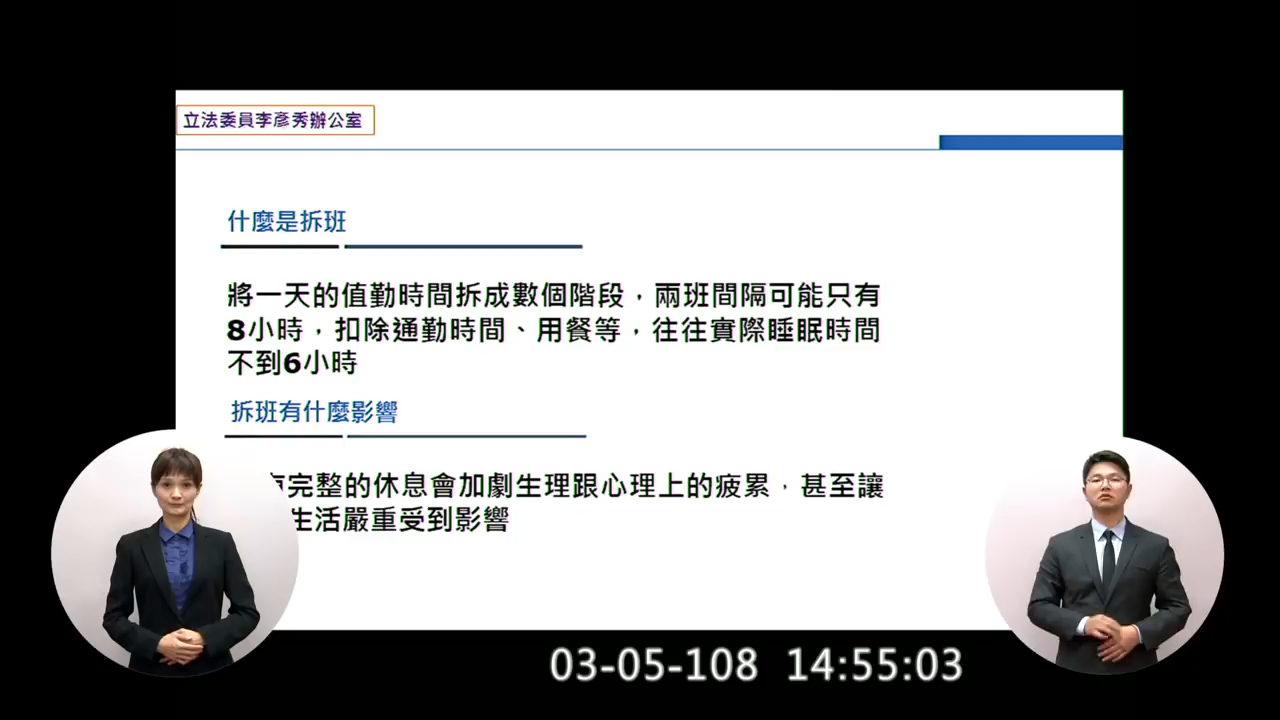 立法委員李彥秀辦公室
什麼是拆班
將一天的值勤時間拆成數個階段，兩班間隔可能只有
8小時，扣除通勤時間、用餐等，往往實際睡眠時間
不到6小時
拆班有什麼影響
完整的休息會加劇生理跟心理上的疲累，甚至讓
生活嚴重受到影響
03-05-108 14:55:03